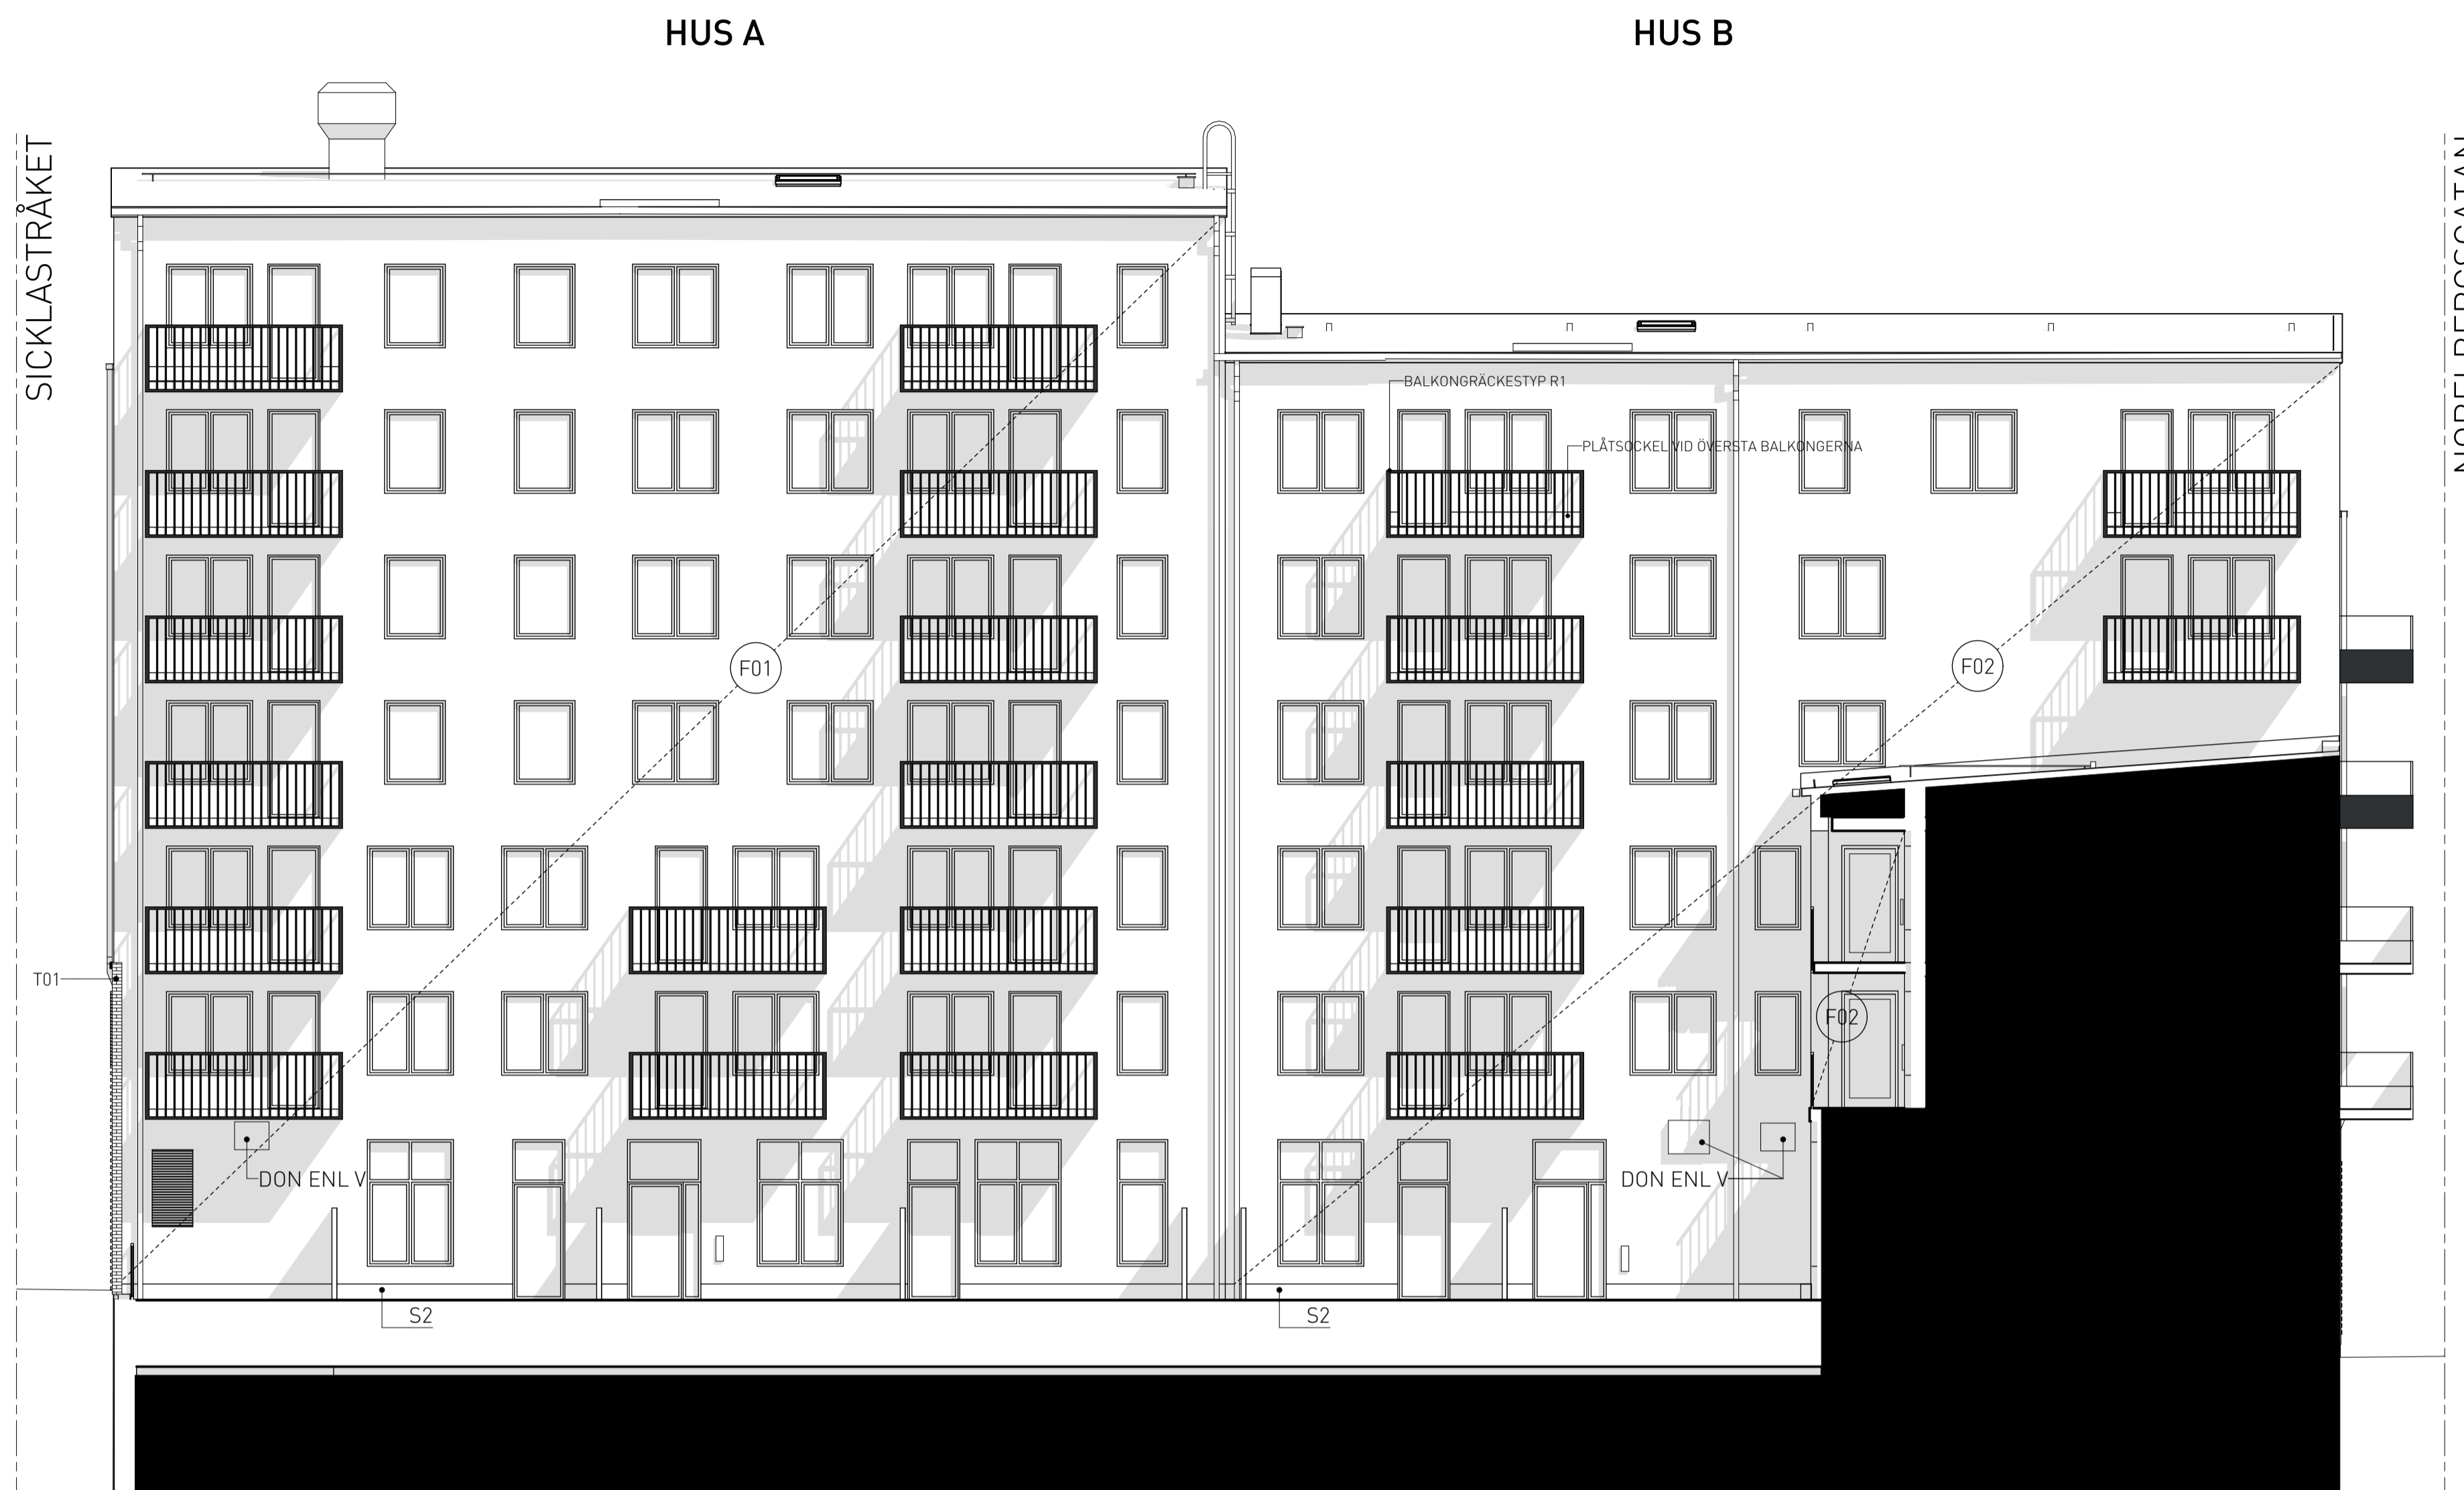 HUS A
HUS B
SICKLASTRÅKET
BALKONGRÄCKESTYP R1
PLÅTSOCKEL VID ÖVERSTA BALKONGERNA
F01
F02
T01
F02
DON ENL V
DON ENL V
S2
S2